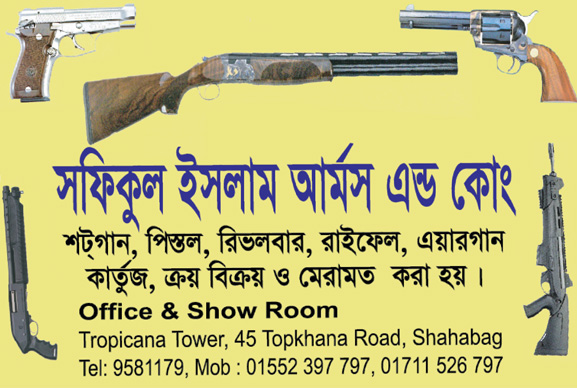 সফিকুল ইসলাম আর্মস এন্ড কোং
শট্গান, পিস্তল, রিভলবার, রাইফেল, এয়ারগান
কার্তুজ, ক্রয় বিক্রয় ও মেরামত করা হয় ।
Office & Show Room
Tropicana Tower, 45 Topkhana Road, Shahabag
Tel: 9581179, Mob : 01552 397 797, 01711 526 797